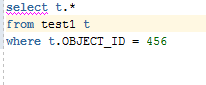 select t.*
from test1 t
where t.OBJECT_ID = 456